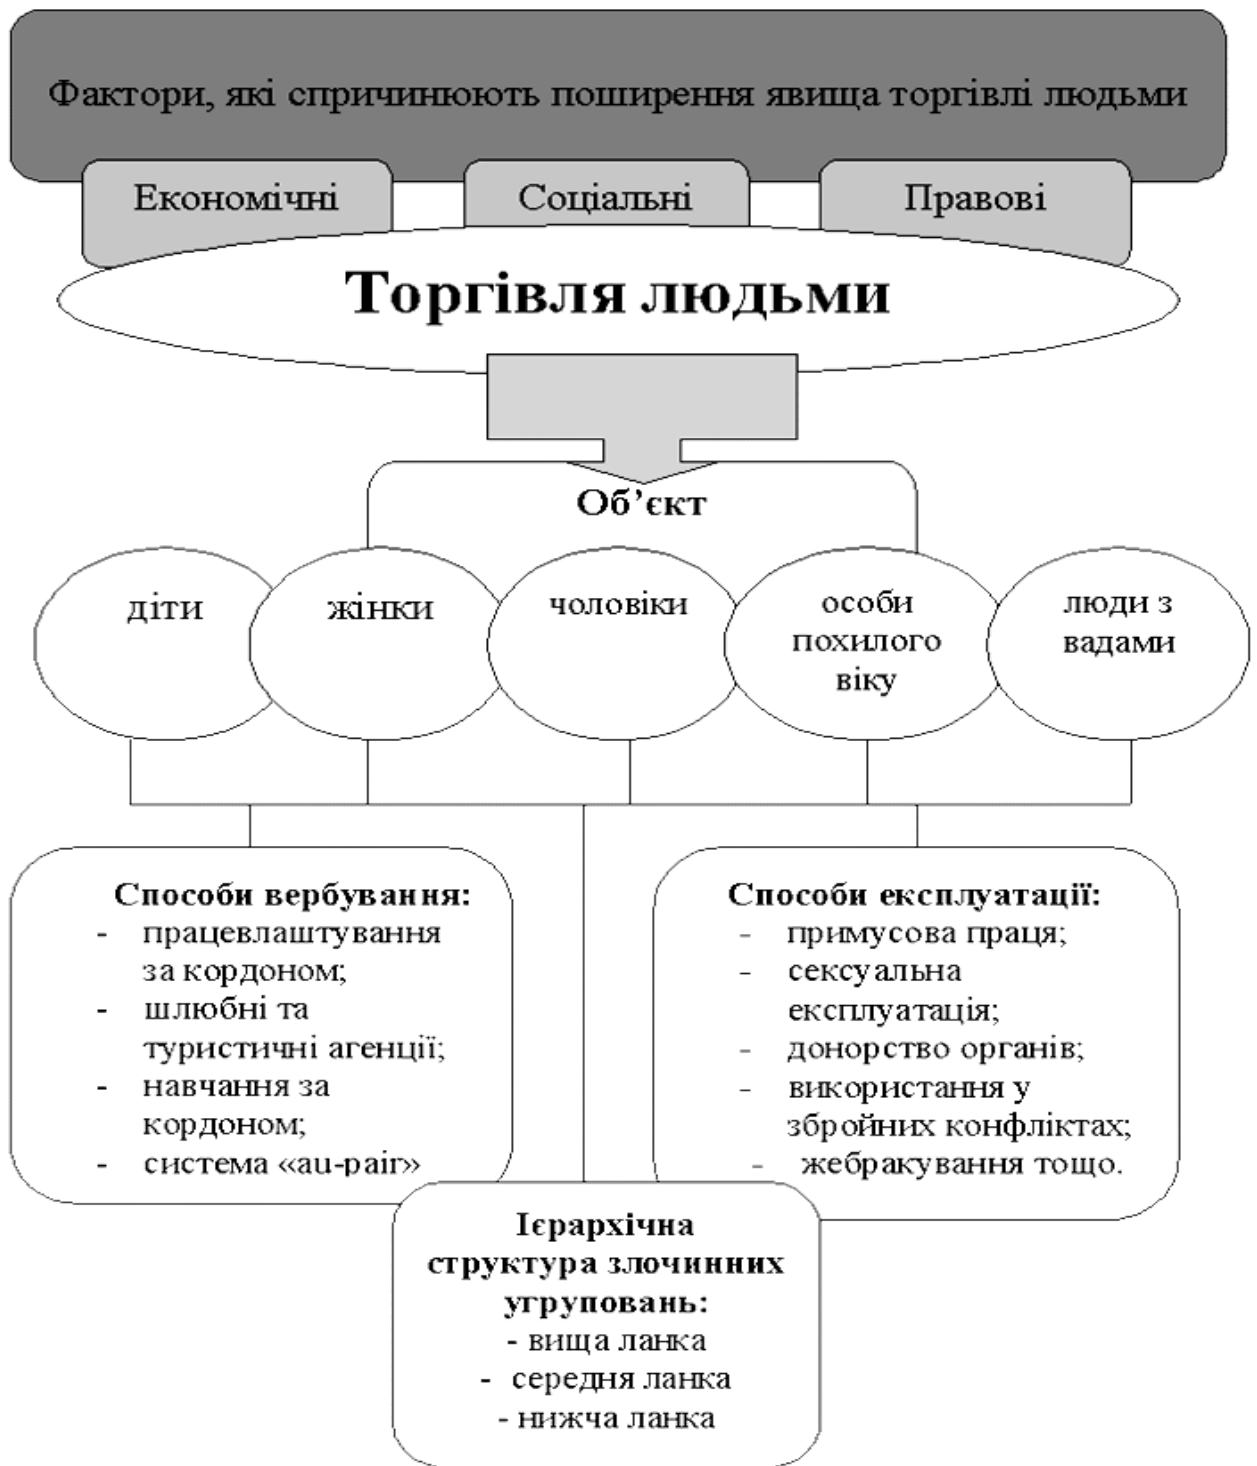 Фактори, які спричинюють поширення явища торгівлі людьми
Економічні
Соціальні
Правові
Торгівля людьми
Об’єкт
діти
жінки
чоловіки
особи
похилого
віку
люди з
вадами
Способи вербування:
- працевлаштування
за кордоном;
- шлюбні та
туристичні агенції;
- навчання за
кордоном;
- система «au-pair»
Способи експлуатації:
- примусова праця;
- сексуальна
експлуатація;
- донорство органів;
- використання у
збройних конфліктах;
- жебракування тощо.
Ієрархічна
структура злочинних
угруповань:
- вища ланка
- середня ланка
- нижча ланка